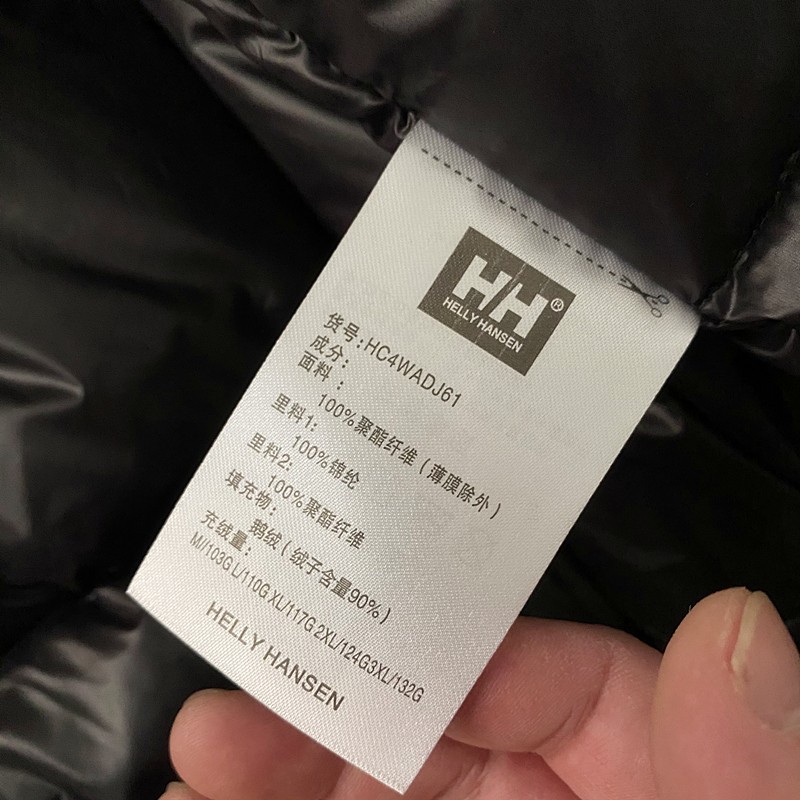 HH®
HELLY HANSEN
货号:HC4WADJ61
成分:
面料:
100%聚酯纤维(薄膜除外)
里料1:
100%锦纶
里料2:
100%聚酯纤维
填充物:
鹅绒(绒子含量90%)
充绒量:
M/103G L/110G XL/117G 2XL/124G3XL/132G
HELLY HANSEN